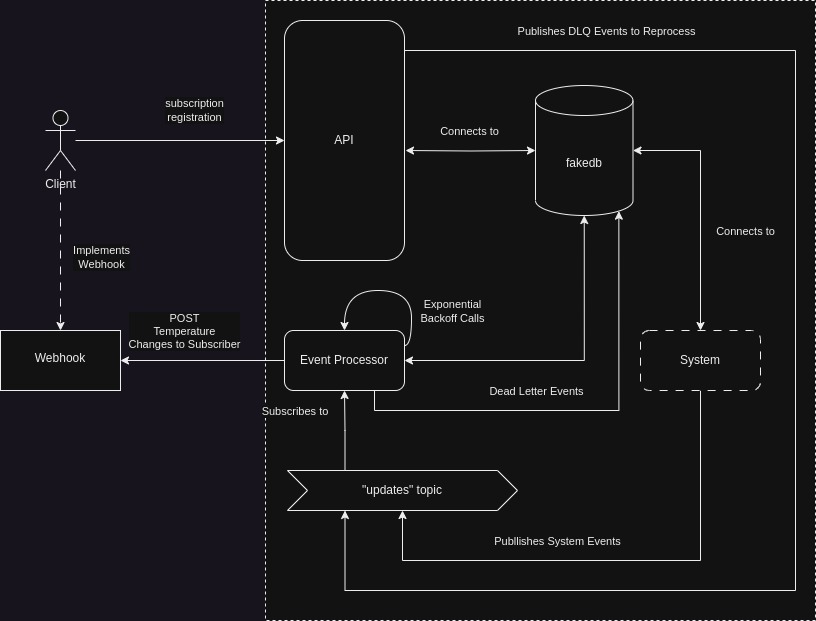 Publishes DLQ Events to Reprocess
subscription
registration
API
Connects to
fakedb
Client
Connects to
Implements
Webhook
Exponential
Backoff Calls
POST
Temperature
Changes to Subscriber
Webhook
Event Processor
System
Dead Letter Events
Subscribes to
"updates" topic
Publlishes System Events